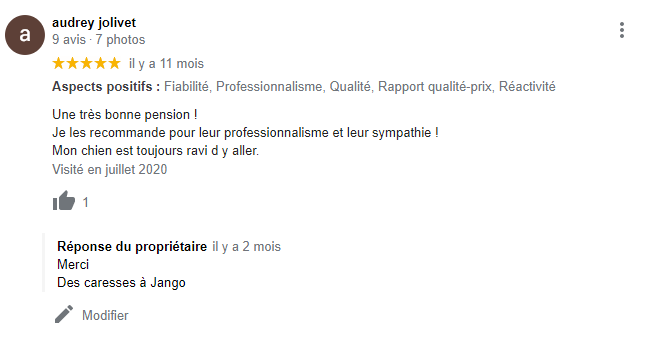 a
audrey jolivet
9 avis · 7 photos
il y a 11 mois
Aspects positifs : Fiabilité, Professionnalisme, Qualité, Rapport qualité-prix, Réactivité
Une très bonne pension !
Je les recommande pour leur professionnalisme et leur sympathie !
Mon chien est toujours ravi d y aller.
Visité en juillet 2020
1
Réponse du propriétaire il y a 2 mois
Merci
Des caresses à Jango
Modifier